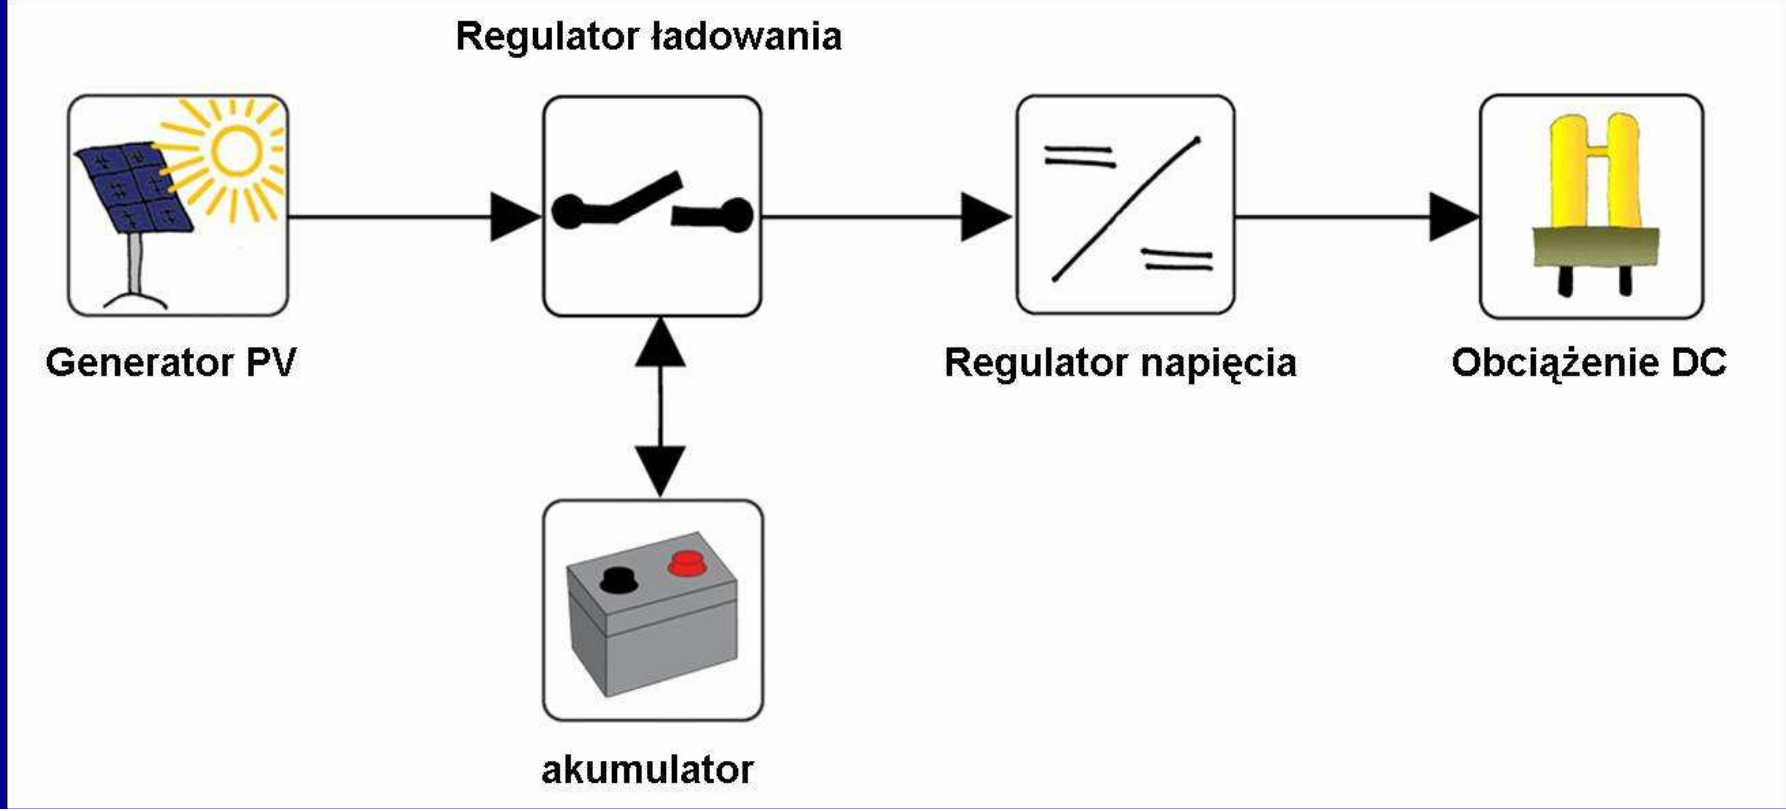 Regulator ładowania
Generator PV
Regulator napięcia
Obciążenie DC
akumulator